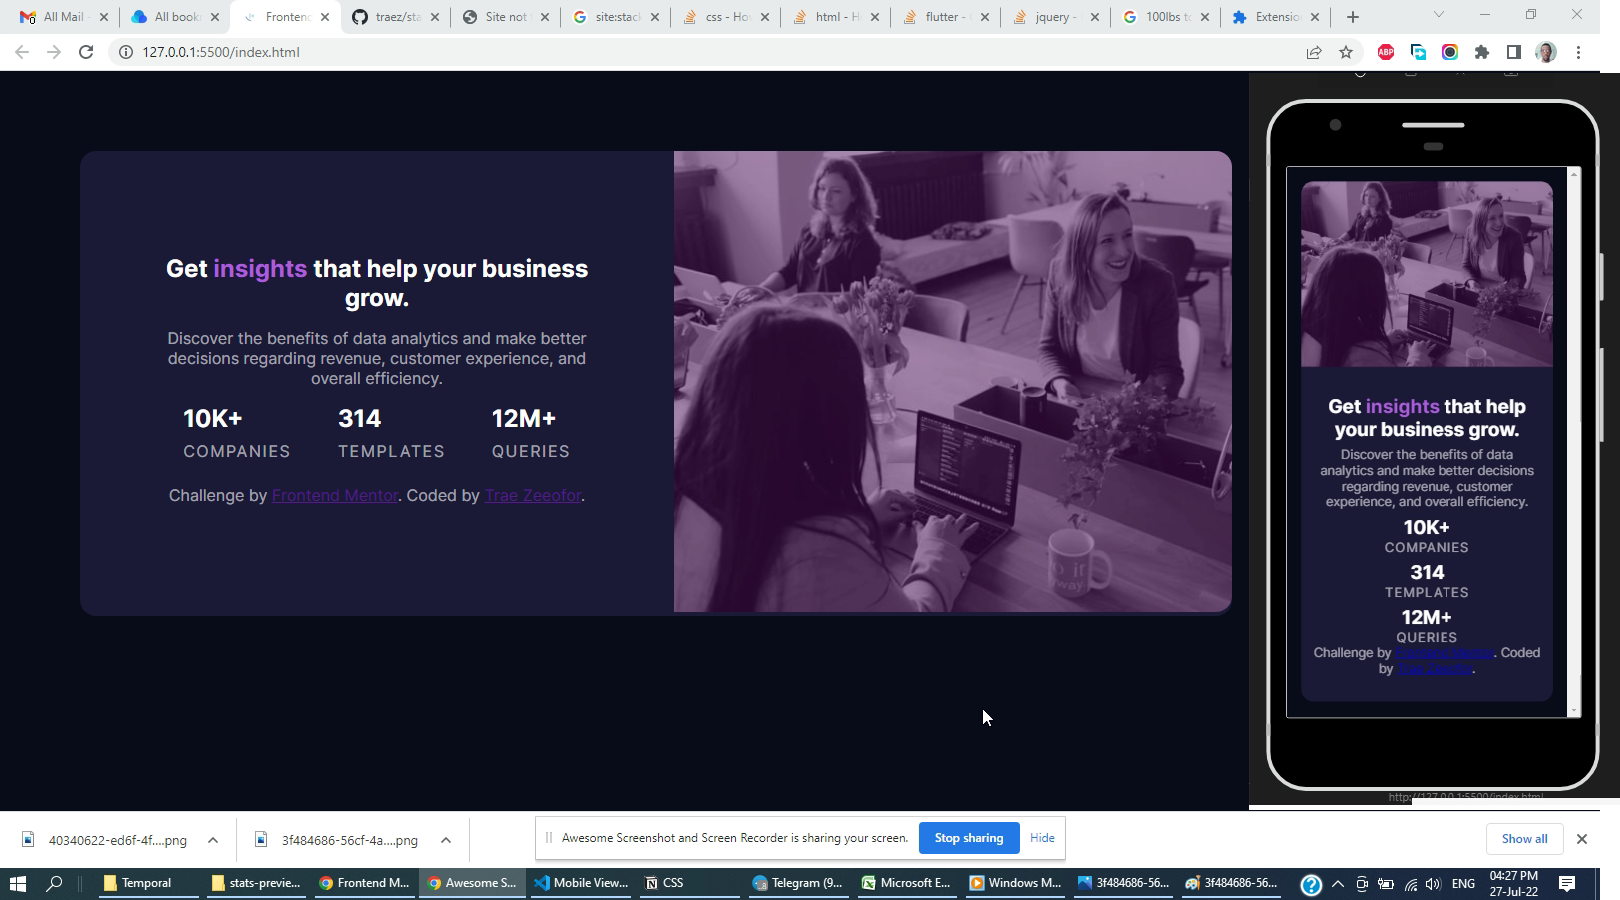 All Mail -
All book
Frontend
traez/sta
Site not
site:stac
css - Ho
html - H
flutter -
jquery -
100lbs to
Extensio
127.0.0.1:5500/index.html
ABP
Get insights that help your business
grow.
Discover the benefits of data analytics and make better
decisions regarding revenue, customer experience, and
overall efficiency.
10K+ 314 12M+
COMPANIES TEMPLATES QUERIES
Challenge by Frontend Mentor. Coded by Trae Zeeofor.
Get insights that help
your business grow.
Discover the benefits of data
analytics and make better decisions
regarding revenue, customer
experience, and overall efficiency.
10K+
COMPANIES
314
TEMPLATES
12M+
QUERIES
Challenge by Frontend Mentor. Coded
by Trae Zeeofor.
http://127.0.0.1:5500/index.html
40340622-ed6f-4f....png
3f484686-56cf-4a....png
Awesome Screenshot and Screen Recorder is sharing your screen.
Stop sharing
Hide
Show all
Temporal
stats-previe...
Frontend M...
Awesome S...
Mobile View...
CSS
Telegram (9...
Microsoft E...
Windows M...
3f484686-56...
3f484686-56...
ENG
04:27 PM
27-Jul-22